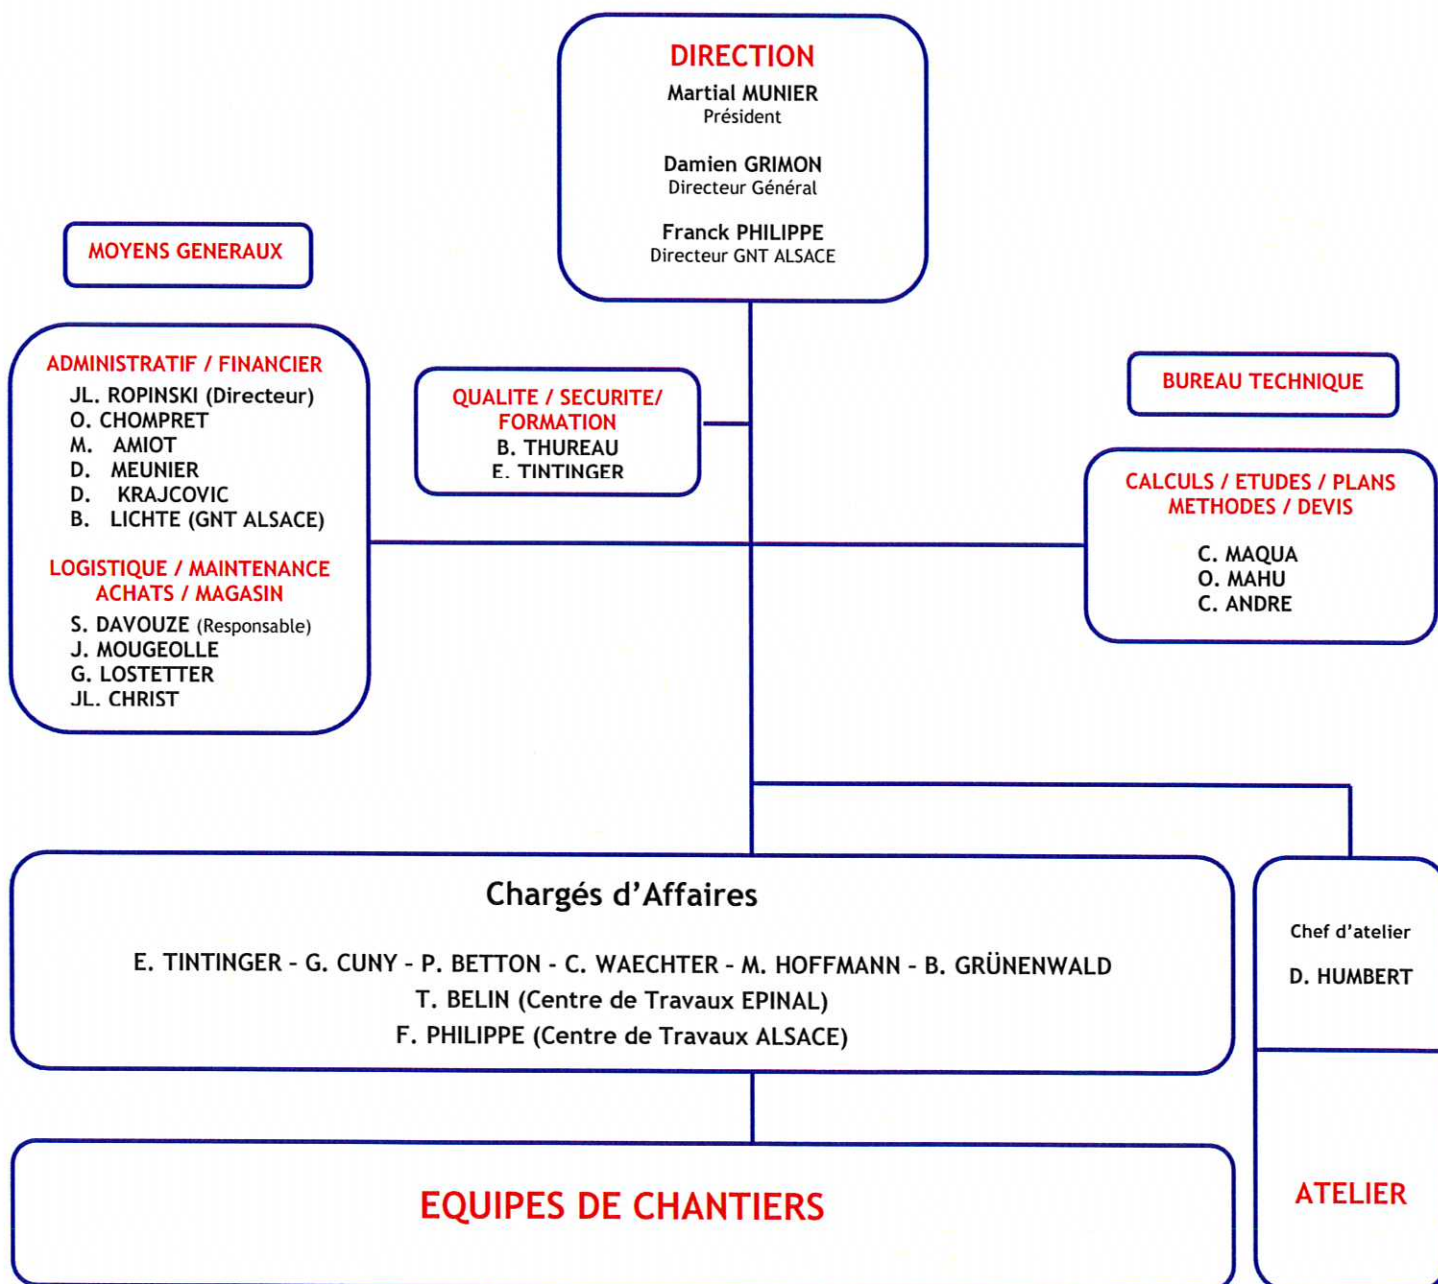 DIRECTION
Martial MUNIER
Président
Damien GRIMON
Directeur Général
Franck PHILIPPE
Directeur GNT ALSACE
MOYENS GENERAUX
ADMINISTRATIF / FINANCIER
JL. ROPINSKI (Directeur)
O. CHOMPRET
M. AMIOT
D. MEUNIER
D. KRAJCOVIC
B. LICHTE (GNT ALSACE)
LOGISTIQUE / MAINTENANCE
ACHATS / MAGASIN
S. DAVOUZE (Responsable)
J. MOUGEOLLE
G. LOSTETTER
JL. CHRIST
QUALITE / SECURITE/
FORMATION
B. THUREAU
E. TINTINGER
BUREAU TECHNIQUE
CALCULS / ETUDES / PLANS
METHODES / DEVIS
C. MAQUA
O. MAHU
C. ANDRE
Chargés d’Affaires
E. TINTINGER – G. CUNY – P. BETTON - C. WAECHTER - M. HOFFMANN – B. GRÜNENWALD
T. BELIN (Centre de Travaux EPINAL)
F. PHILIPPE (Centre de Travaux ALSACE)
Chef d’atelier
D. HUMBERT
EQUIPES DE CHANTIERS
ATELIER